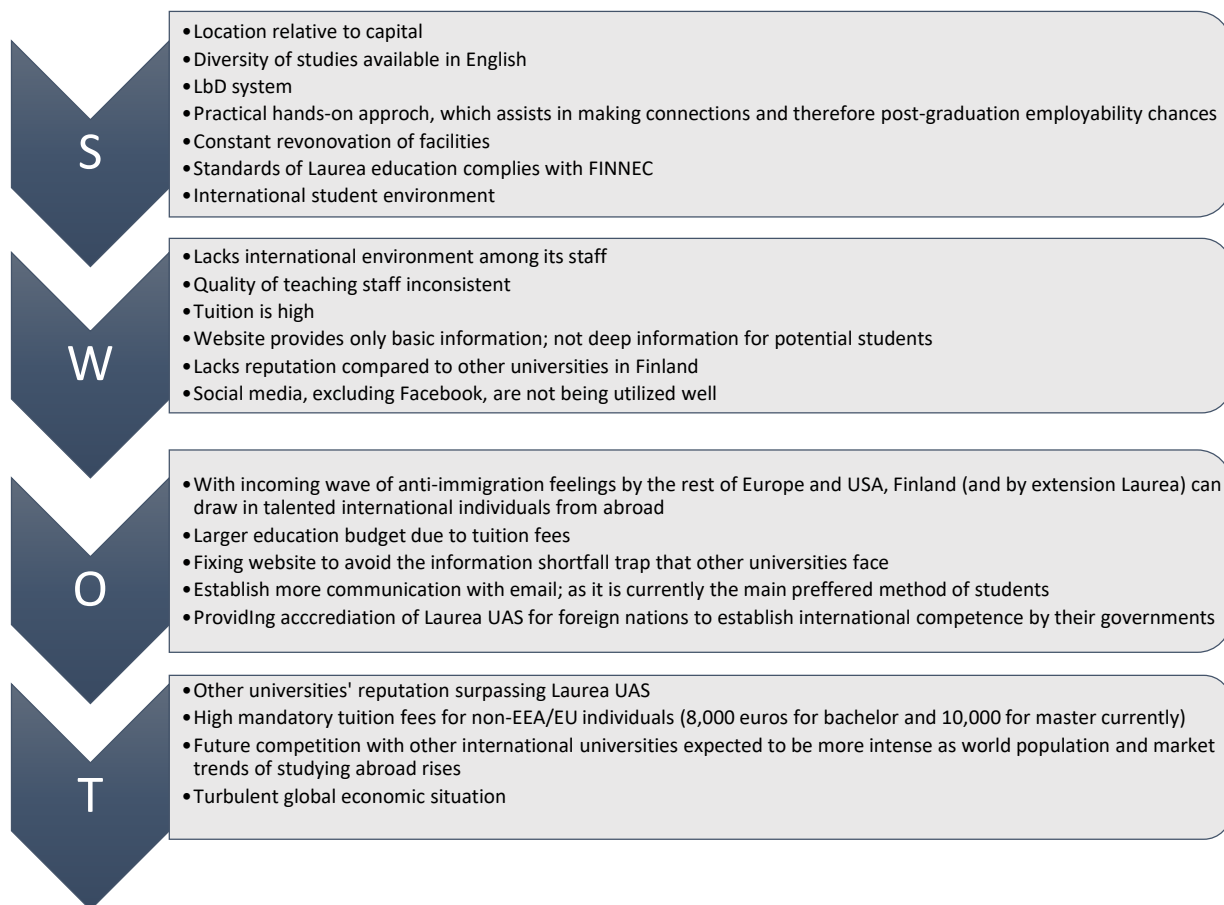 S
•Location relative to capital
•Diversity of studies available in English
•LbD system
•Practical hands-on approch, which assists in making connections and therefore post-graduation employability chances
•Constant revonovation of facilities
•Standards of Laurea education complies with FINNEC
•International student environment
W
•Lacks international environment among its staff
•Quality of teaching staff inconsistent
•Tuition is high
•Website provides only basic information; not deep information for potential students
•Lacks reputation compared to other universities in Finland
•Social media, excluding Facebook, are not being utilized well
O
•With incoming wave of anti-immigration feelings by the rest of Europe and USA, Finland (and by extension Laurea) can
draw in talented international individuals from abroad
•Larger education budget due to tuition fees
•Fixing website to avoid the information shortfall trap that other universities face
•Establish more communication with email; as it is currently the main preffered method of students
•ProvidIng acccrediation of Laurea UAS for foreign nations to establish international competence by their governments
T
•Other universities' reputation surpassing Laurea UAS
•High mandatory tuition fees for non-EEA/EU individuals (8,000 euros for bachelor and 10,000 for master currently)
•Future competition with other international universities expected to be more intense as world population and market
trends of studying abroad rises
•Turbulent global economic situation